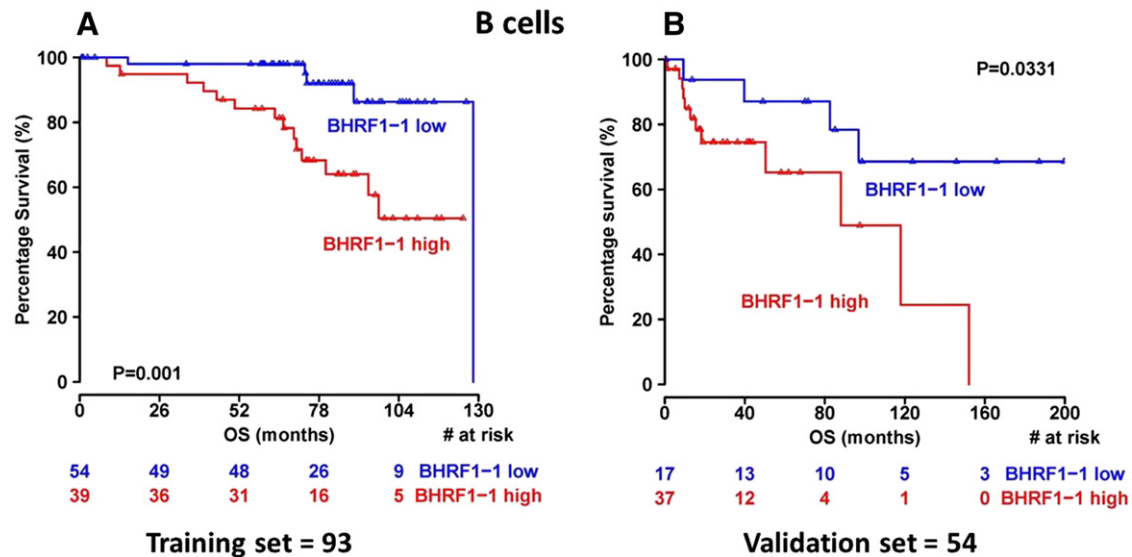 A
B cells
B
100
80
60
40
20
0
Percentage Survival (%)
BHRF1−1 low
BHRF1−1 high
P=0.001
0 26 52 78 104 130
OS (months) # at risk
54 49 48 26 9 BHRF1−1 low
39 36 31 16 5 BHRF1−1 high
Training set = 93
100
80
60
40
20
0
Percentage survival (%)
P=0.0331
BHRF1−1 low
BHRF1−1 high
0 40 80 120 160 200
OS (months) # at risk
17 13 10 5 3 BHRF1−1 low
37 12 4 1 0 BHRF1−1 high
Validation set = 54